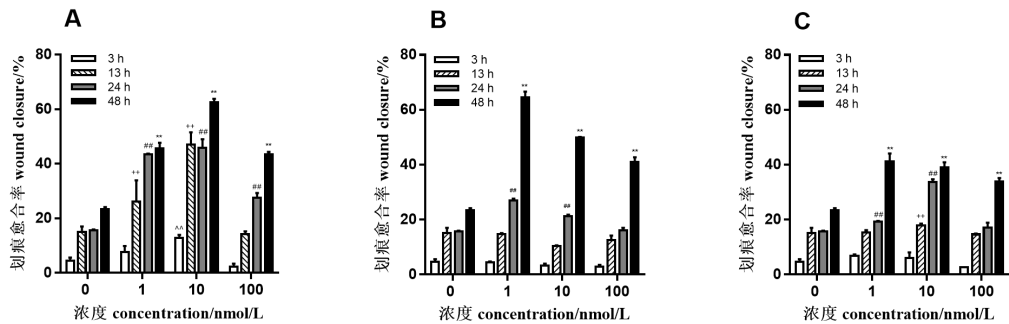 A
80
60
40
20
0
划痕愈合率 wound closure/%
3 h
13 h
24 h
48 h
^^
++
##
**
++
##
**
##
**
0 1 10 100
浓度 concentration/nmol/L
B
80
60
40
20
0
划痕愈合率 wound closure/%
3 h
13 h
24 h
48 h
##
**
##
**
**
0 1 10 100
浓度 concentration/nmol/L
C
80
60
40
20
0
划痕愈合率 wound closure/%
3 h
13 h
24 h
48 h
##
**
++
##
**
**
0 1 10 100
浓度 concentration/nmol/L